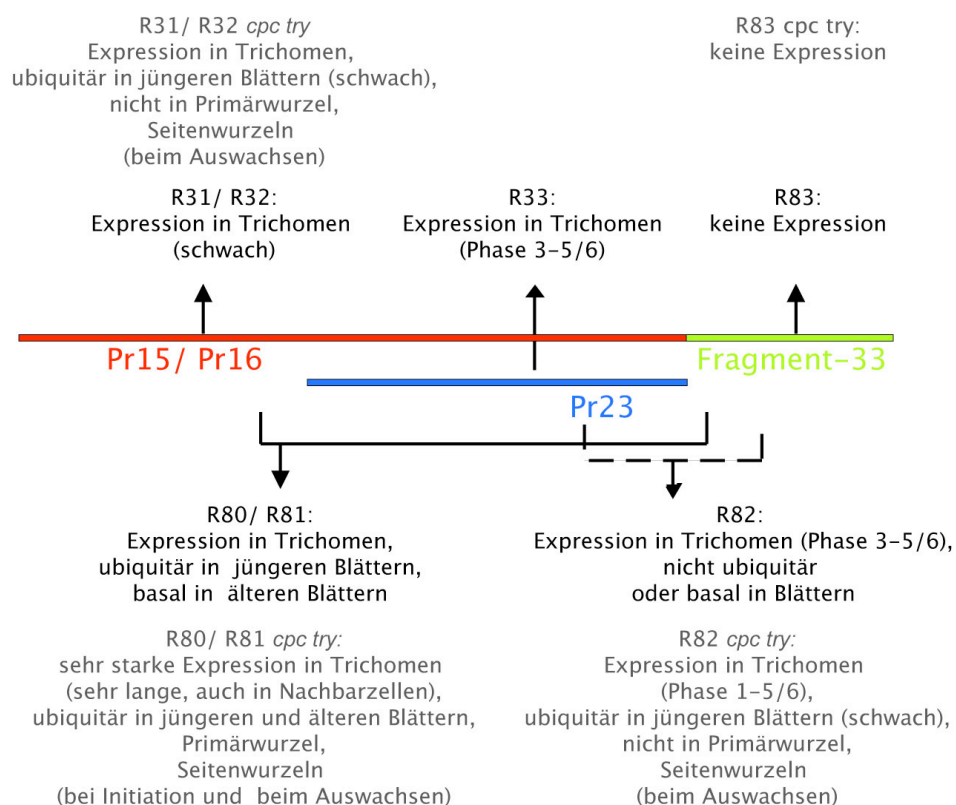 R31/ R32 cpc try
Expression in Trichomen,
ubiquitär in jüngeren Blättern (schwach),
nicht in Primärwurzel,
Seitenwurzeln
(beim Auswachsen)
R83 cpc try:
keine Expression
R31/ R32:
Expression in Trichomen
(schwach)
R33:
Expression in Trichomen
(Phase 3-5/6)
R83:
keine Expression
Pr15/ Pr16
Fragment-33
Pr23
R80/ R81:
Expression in Trichomen,
ubiquitär in jüngeren Blättern,
basal in älteren Blättern
R82:
Expression in Trichomen (Phase 3-5/6),
nicht ubiquitär
oder basal in Blättern
R80/ R81 cpc try:
sehr starke Expression in Trichomen
(sehr lange, auch in Nachbarzellen),
ubiquitär in jüngeren und älteren Blättern,
Primärwurzel,
Seitenwurzeln
(bei Initiation und beim Auswachsen)
R82 cpc try:
Expression in Trichomen
(Phase 1-5/6),
ubiquitär in jüngeren Blättern (schwach),
nicht in Primärwurzel,
Seitenwurzeln
(beim Auswachsen)